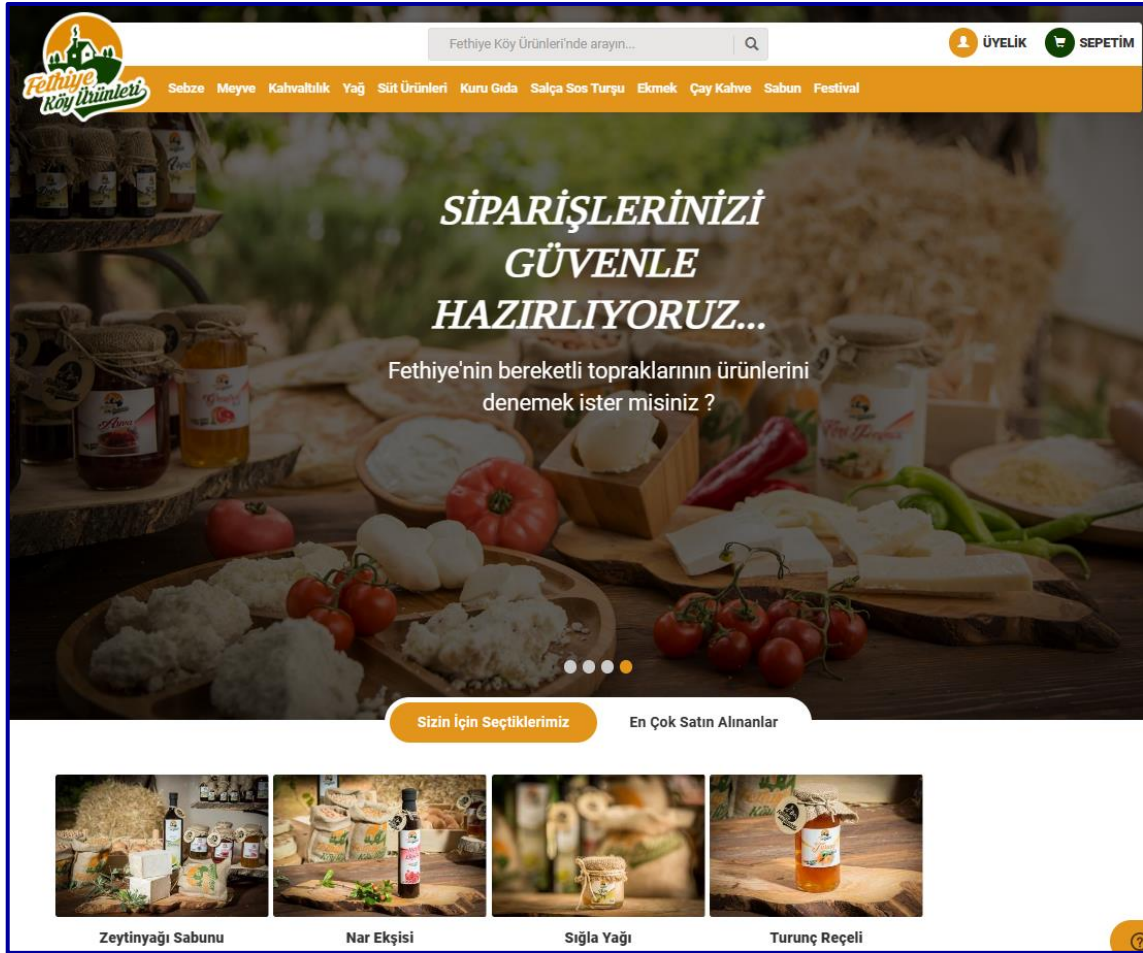 Fethiye Köy Ürünleri'nde arayın...
ÜYELİK
SEPETİM
Fethiye
Köy Ürünleri
Sebze Meyve Kahvaltılık Yağ Süt Ürünleri Kuru Gıda Salça Sos Turşu Ekmek Çay Kahve Sabun Festival
SİPARİŞLERİNİZİ
GÜVENLE
HAZIRLIYORUZ...
Fethiye'nin bereketli topraklarının ürünlerini
denemek ister misiniz ?
Sizin İçin Seçtiklerimiz
En Çok Satın Alınanlar
Zeytinyağı Sabunu
Nar Ekşisi
Sığla Yağı
Turunç Reçeli